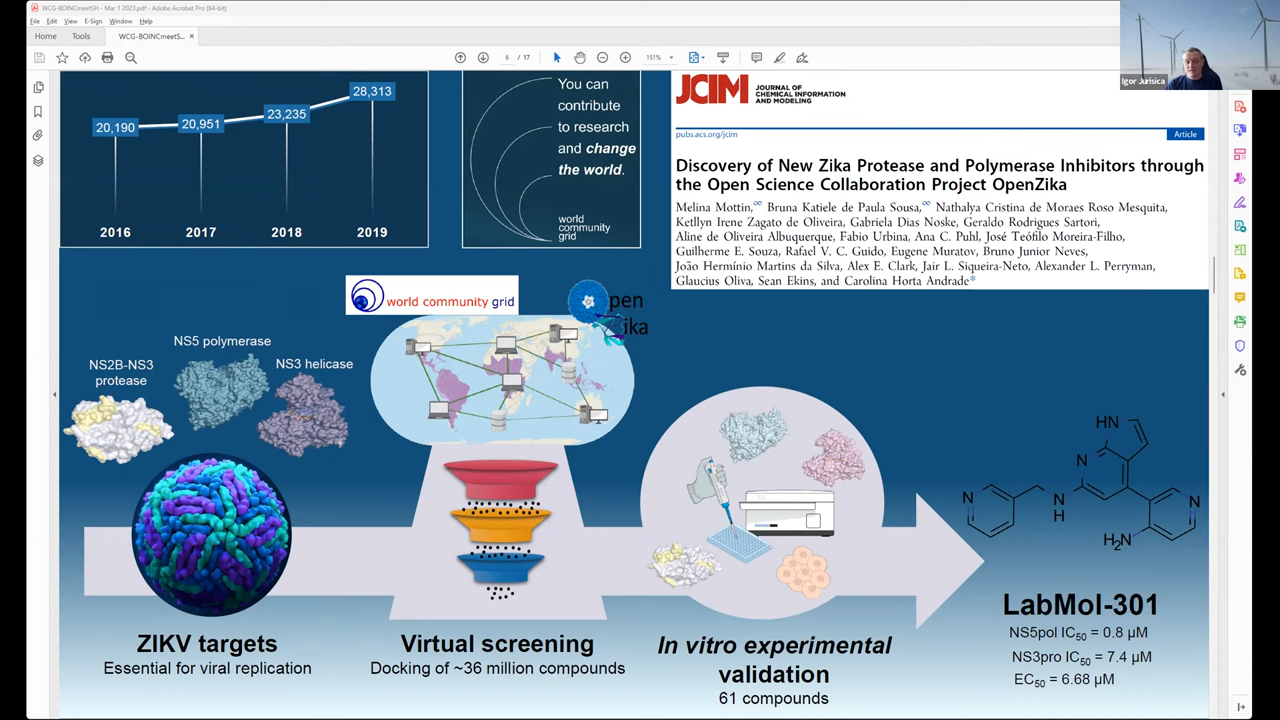 WCG-BOINCmeetSH - Mar 1 2023.pdf - Adobe Acrobat Pro (64-bit)
File Edit View E-Sign Window Help
Home Tools WCG-BOINCmeetS... ×
6 / 17 151%
Igor Jurisica
20,190 20,951 23,235 28,313
2016 2017 2018 2019
You can
contribute
to research
and change
the world.
world
community
grid
JCIM JOURNAL OF
CHEMICAL INFORMATION
AND MODELING
pubs.acs.org/jcim Article
Discovery of New Zika Protease and Polymerase Inhibitors through
the Open Science Collaboration Project OpenZika
Melina Mottin,∞ Bruna Katiele de Paula Sousa,∞ Nathalya Cristina de Moraes Roso Mesquita,
Ketllyn Irene Zagato de Oliveira, Gabriela Dias Noske, Geraldo Rodrigues Sartori,
Aline de Oliveira Albuquerque, Fabio Urbina, Ana C. Puhl, José Teófilo Moreira-Filho,
Guilherme E. Souza, Rafael V. C. Guido, Eugene Muratov, Bruno Junior Neves,
João Hermínio Martins da Silva, Alex E. Clark, Jair L. Siqueira-Neto, Alexander L. Perryman,
Glaucius Oliva, Sean Ekins, and Carolina Horta Andrade*
world community grid
pen
ika
NS2B-NS3
protease
NS5 polymerase
NS3 helicase
HN
N
N
N
H
N
H2N
ZIKV targets
Essential for viral replication
Virtual screening
Docking of ~36 million compounds
In vitro experimental
validation
61 compounds
LabMol-301
NS5pol IC50 = 0.8 µM
NS3pro IC50 = 7.4 µM
EC50 = 6.68 µM